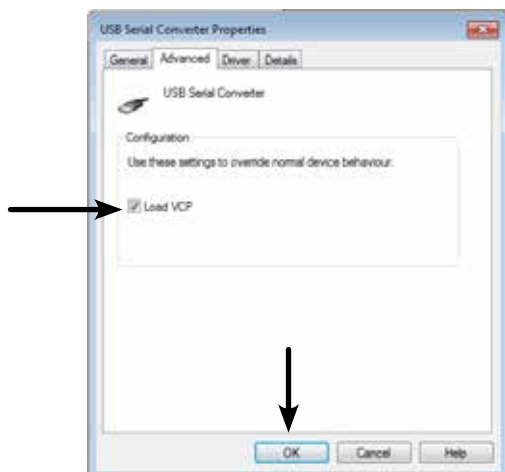 USB Serial Converter Properties
General Advanced Driver Details
USB Serial Converter
Configuration
Use these settings to override normal device behaviour.
Load VCP
OK Cancel Help